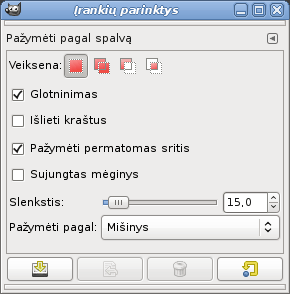 Įrankių parinktys
Pažymėti pagal spalvą
Veiksena:
Glotninimas
Išlieti kraštus
Pažymėti permatomas sritis
Sujungtas mėginys
Slenkstis: 15,0
Pažymėti pagal: Mišinys